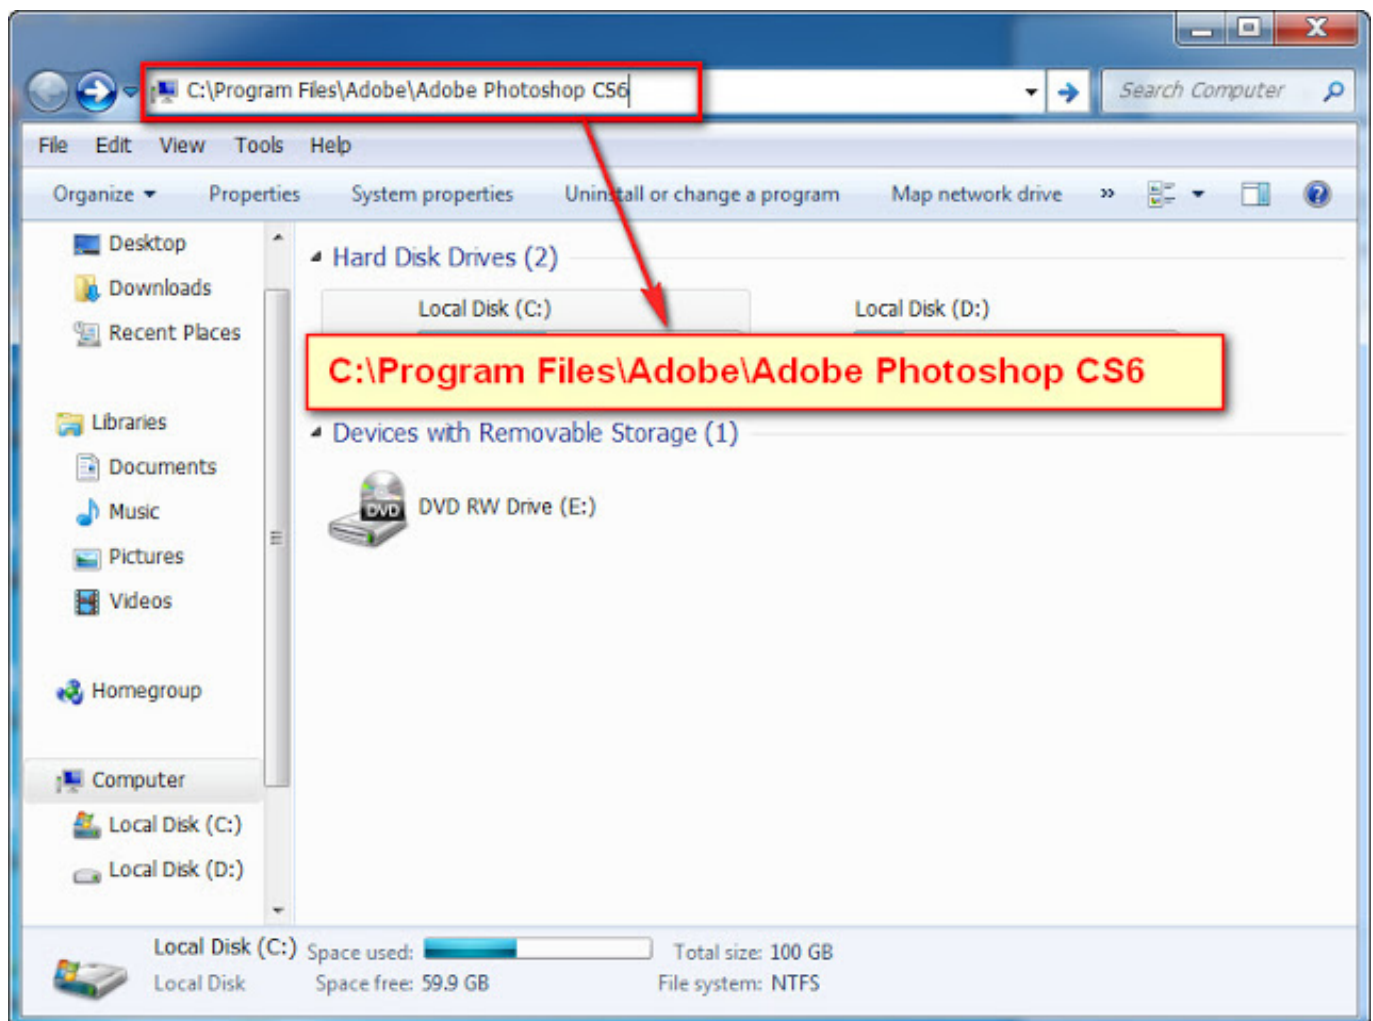 C:\Program Files\Adobe\Adobe Photoshop CS6
Search Computer
File Edit View Tools Help
Organize Properties System properties Uninstall or change a program Map network drive »
Desktop
Downloads
Recent Places
Libraries
Documents
Music
Pictures
Videos
Homegroup
Computer
Local Disk (C:)
Local Disk (D:)
Hard Disk Drives (2)
Local Disk (C:) Local Disk (D:)
C:\Program Files\Adobe\Adobe Photoshop CS6
Devices with Removable Storage (1)
DVD
DVD RW Drive (E:)
Local Disk (C:) Space used: Total size: 100 GB
Local Disk Space free: 59.9 GB File system: NTFS